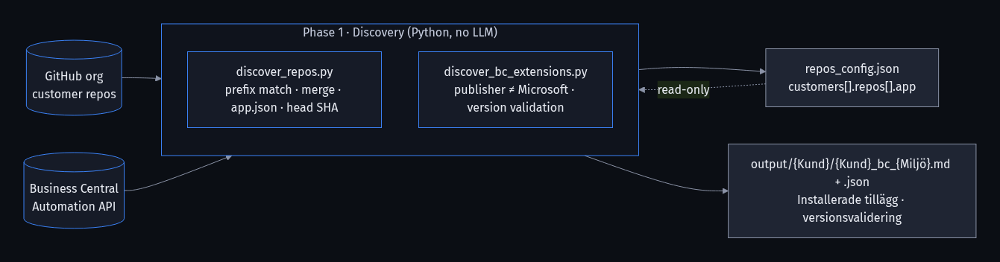 Phase 1 · Discovery (Python, no LLM)
GitHub org
customer repos
discover_repos.py
prefix match · merge ·
app.json · head SHA
discover_bc_extensions.py
publisher ≠ Microsoft ·
version validation
read-only
repos_config.json
customers[].repos[].app
Business Central
Automation API
output/{Kund}/{Kund}_bc_{Miljö}.md
+ .json
Installerade tillägg ·
versionsvalidering